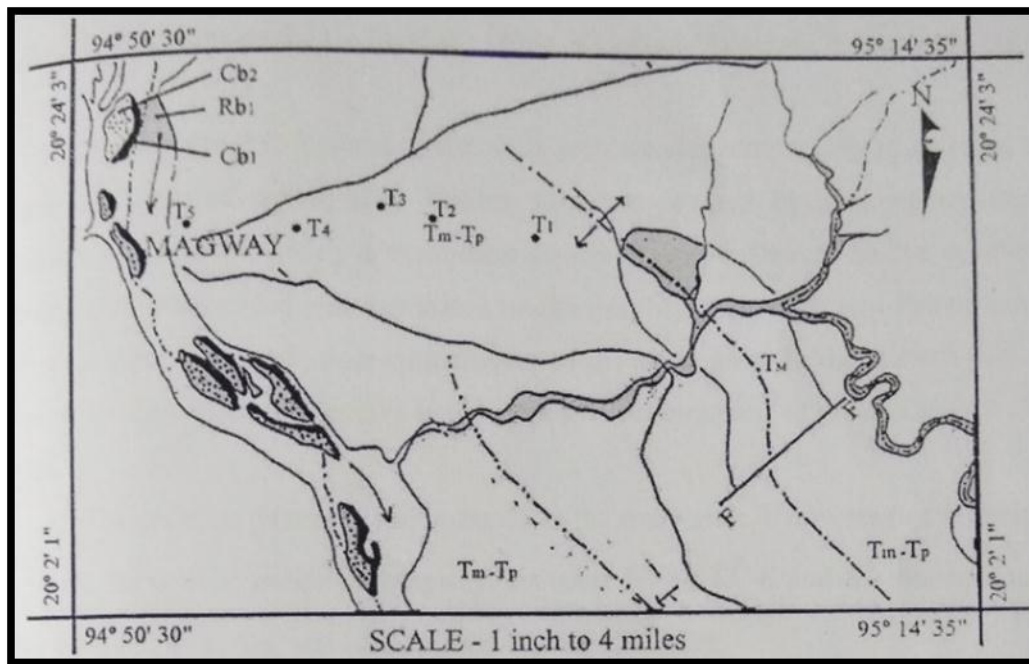 94° 50' 30"
95° 14' 35"
20° 24' 3"
20° 24' 3"
Cb2
Rb1
Cb1
N
T5
MAGWAY
T4
T3
T2
Tm-Tp
T1
TM
F
F
Tm-Tp
Tm-Tp
20° 2' 1"
20° 2' 1"
94° 50' 30"
SCALE - 1 inch to 4 miles
95° 14' 35"